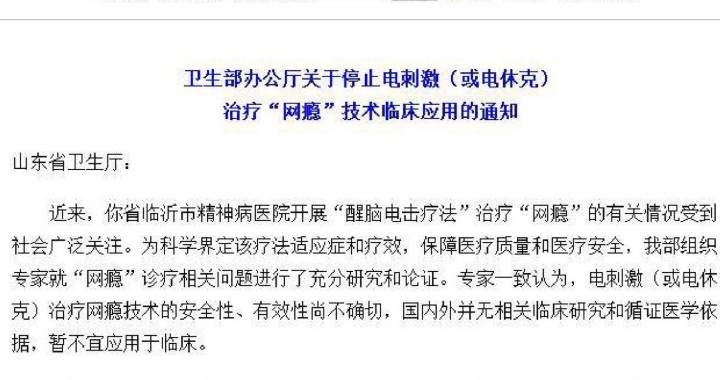 卫生部办公厅关于停止电刺激（或电休克）
治疗“网瘾”技术临床应用的通知
山东省卫生厅：
近来，你省临沂市精神病医院开展“醒脑电击疗法”治疗“网瘾”的有关情况受到
社会广泛关注。为科学界定该疗法适应症和疗效，保障医疗质量和医疗安全，我部组织
专家就“网瘾”诊疗相关问题进行了充分研究和论证。专家一致认为，电刺激（或电休
克）治疗网瘾技术的安全性、有效性尚不确切，国内外并无相关临床研究和循证医学依
据，暂不宜应用于临床。